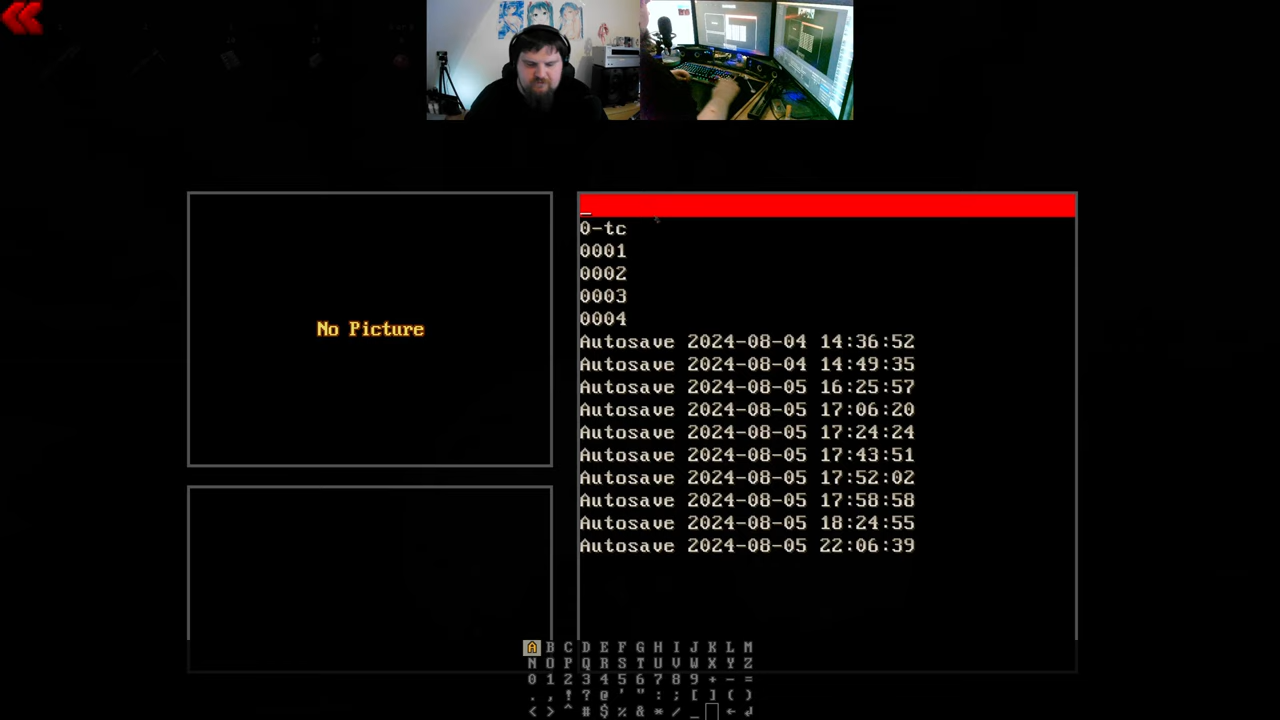 _
0-tc
0001
0002
0003
0004
Autosave 2024-08-04 14:36:52
Autosave 2024-08-04 14:49:35
Autosave 2024-08-05 16:25:57
Autosave 2024-08-05 17:06:20
Autosave 2024-08-05 17:24:24
Autosave 2024-08-05 17:43:51
Autosave 2024-08-05 17:52:02
Autosave 2024-08-05 17:58:58
Autosave 2024-08-05 18:24:55
Autosave 2024-08-05 22:06:39
No Picture
A B C D E F G H I J K L M
N O P Q R S T U V W X Y Z
0 1 2 3 4 5 6 7 8 9 + - =
. , ! ? @ ' " : ; [ ] ( )
< > ^ # $ % & * / _ ← ↲